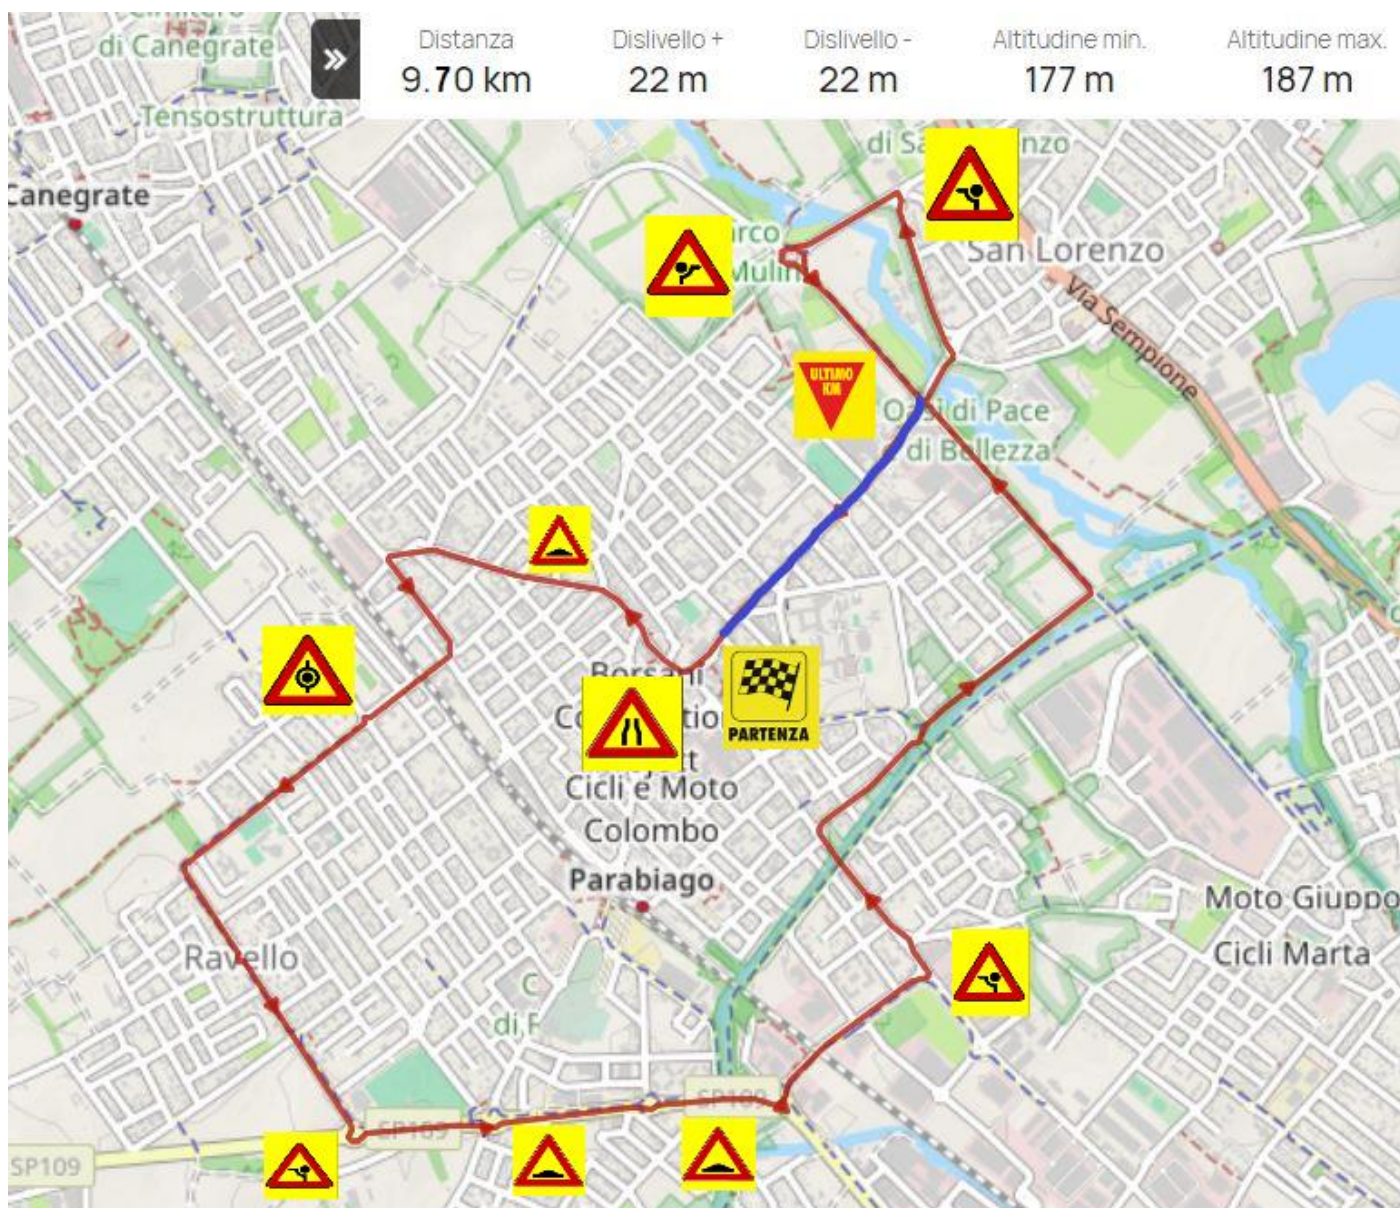 di Canegrate
»
Distanza
9.70 km
Dislivello +
22 m
Dislivello -
22 m
Altitudine min.
177 m
Altitudine max.
187 m
Tensostruttura
Canegrate
San Lorenzo
Via Sempione
ULTIMO
KM
di Pace
di Bellezza
PARTENZA
Cicli e Moto
Colombo
Parabiago
Moto Giuppo
Cicli Marta
Ravello
SP109
SP109
SP109